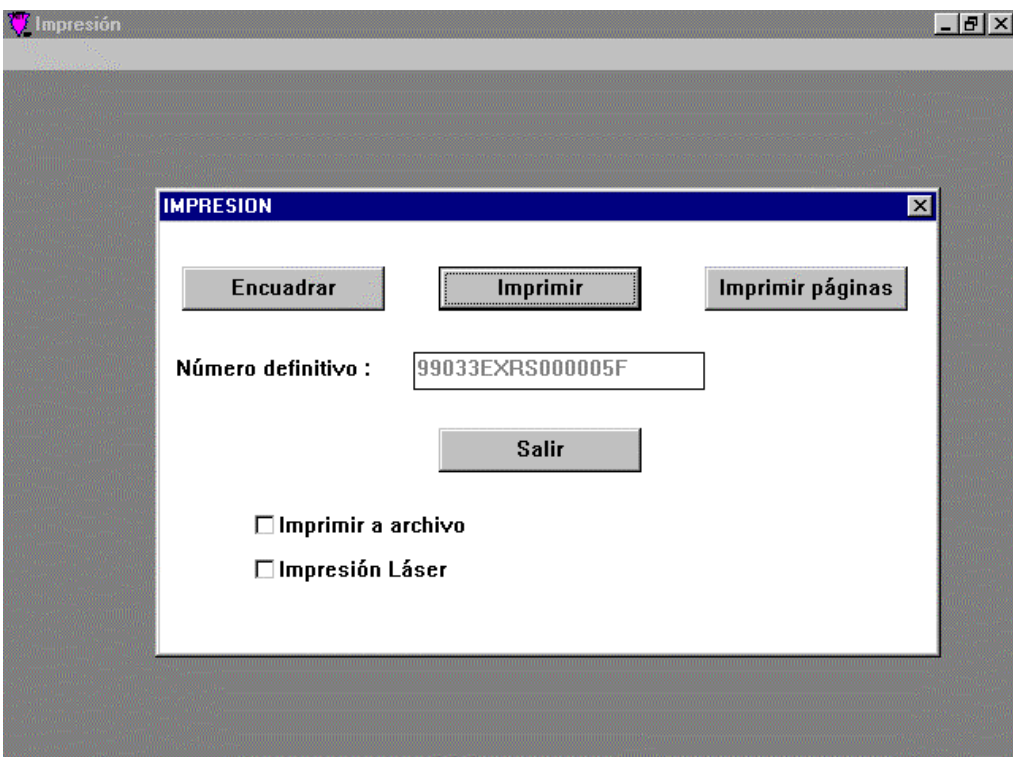 Impresión
IMPRESION
Encuadrar Imprimir Imprimir páginas
Número definitivo : 99033EXRS000005F
Salir
Imprimir a archivo
Impresión Láser